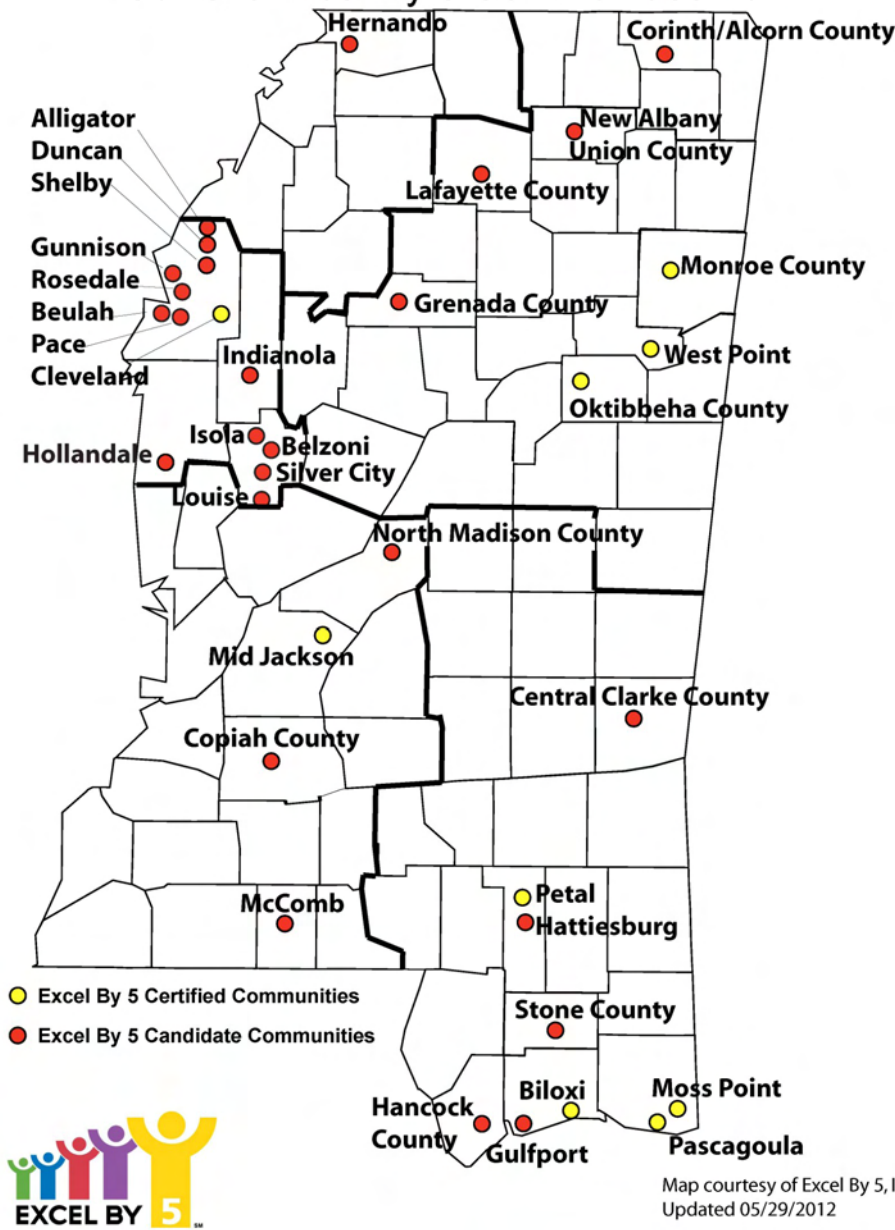 Hernando
Corinth/Alcorn County
New Albany
Union County
Lafayette County
Alligator
Duncan
Shelby
Gunnison
Rosedale
Beulah
Pace
Cleveland
Monroe County
Grenada County
West Point
Indianola
Oktibbeha County
Isola
Belzoni
Hollandale
Silver City
Louise
North Madison County
Mid Jackson
Central Clarke County
Copiah County
McComb
Petal
Hattiesburg
Excel By 5 Certified Communities
Excel By 5 Candidate Communities
Stone County
Biloxi
Moss Point
Hancock
County
Gulfport
Pascagoula
EXCEL BY 5
SM
Map courtesy of Excel By 5, I
Updated 05/29/2012